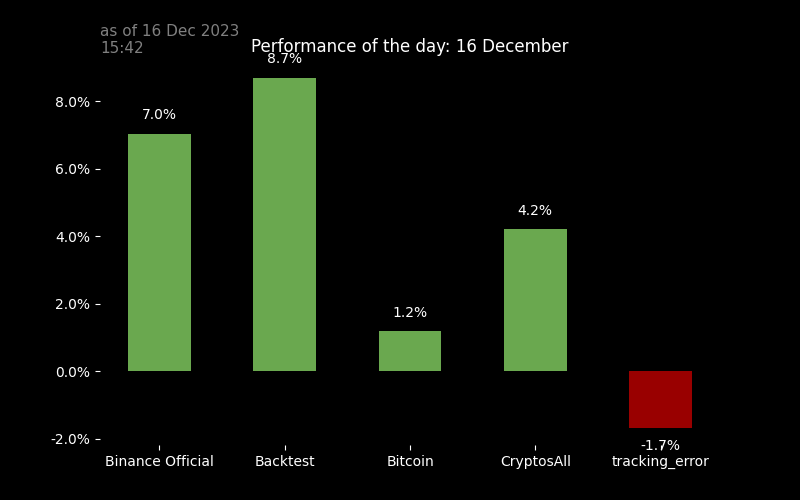 as of 16 Dec 2023
15:42
Performance of the day: 16 December
8.7%
7.0%
4.2%
1.2%
-1.7%
8.0%
6.0%
4.0%
2.0%
0.0%
-2.0%
Binance Official
Backtest
Bitcoin
CryptosAll
tracking_error